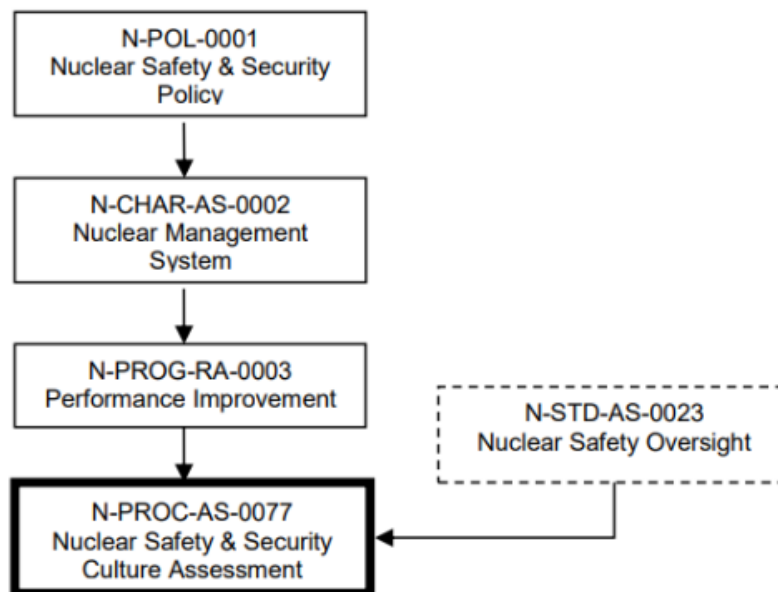 N-POL-0001
Nuclear Safety & Security
Policy
N-CHAR-AS-0002
Nuclear Management
System
N-PROG-RA-0003
Performance Improvement
N-STD-AS-0023
Nuclear Safety Oversight
N-PROC-AS-0077
Nuclear Safety & Security
Culture Assessment